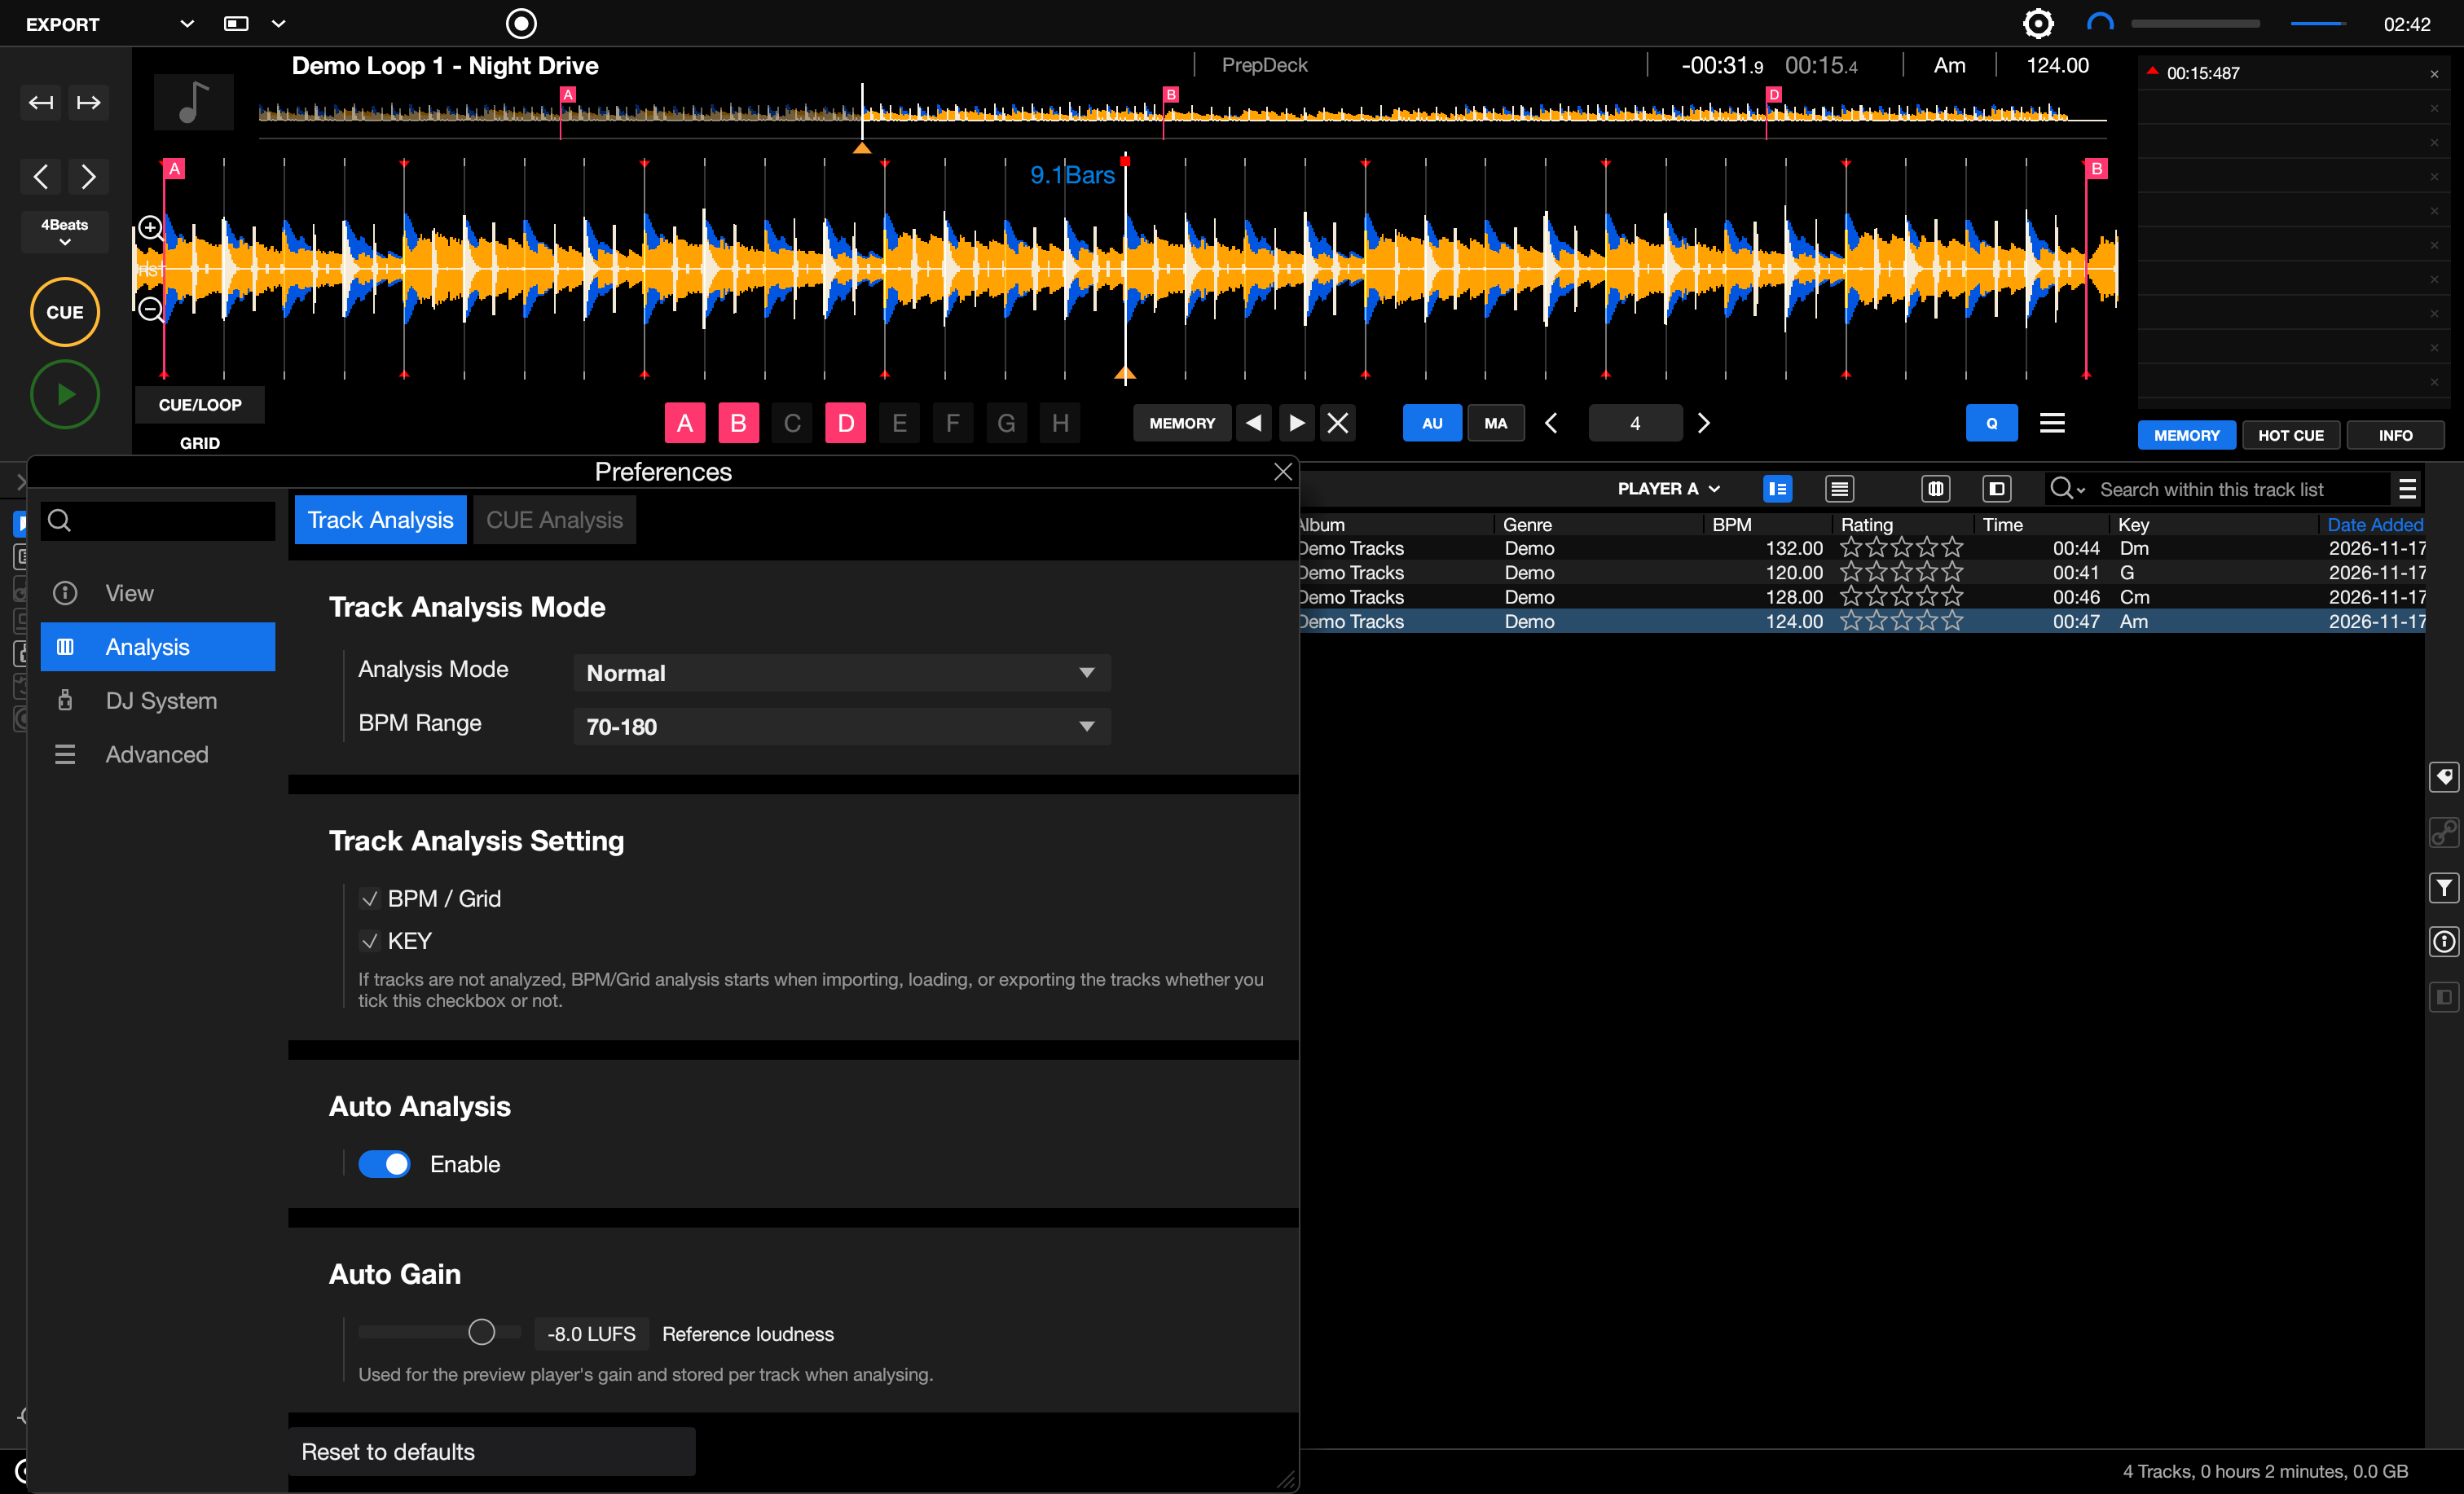 EXPORT
02:42
Demo Loop 1 - Night Drive
PrepDeck
-00:31.9 00:15.4
Am
124.00
00:15:487
A
B
D
A
9.1Bars
B
4Beats
CUE
CUE/LOOP
GRID
A B C D E F G H
MEMORY
AU
MA
4
Q
MEMORY
HOT CUE
INFO
Preferences
Track Analysis
CUE Analysis
View
Analysis
DJ System
Advanced
Track Analysis Mode
Analysis Mode
Normal
BPM Range
70-180
Track Analysis Setting
BPM / Grid
KEY
If tracks are not analyzed, BPM/Grid analysis starts when importing, loading, or exporting the tracks whether you
tick this checkbox or not.
Auto Analysis
Enable
Auto Gain
-8.0 LUFS
Reference loudness
Used for the preview player's gain and stored per track when analysing.
Reset to defaults
PLAYER A
Search within this track list
Album Genre BPM Rating Time Key Date Added
Demo Tracks Demo 132.00 00:44 Dm 2026-11-17
Demo Tracks Demo 120.00 00:41 G 2026-11-17
Demo Tracks Demo 128.00 00:46 Cm 2026-11-17
Demo Tracks Demo 124.00 00:47 Am 2026-11-17
4 Tracks, 0 hours 2 minutes, 0.0 GB